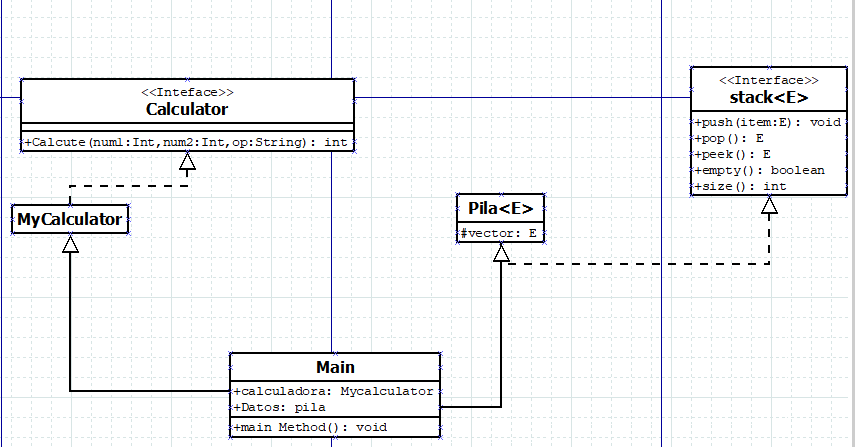 <<Inteface>>
Calculator
+Calcute(num1:Int,num2:Int,op:String): int
MyCalculator
<<Interface>>
stack<E>
+push(item:E): void
+pop(): E
+peek(): E
+empty(): boolean
+size(): int
Pila<E>
#vector: E
Main
+calculadora: Mycalculator
+Datos: pila
+main Method(): void